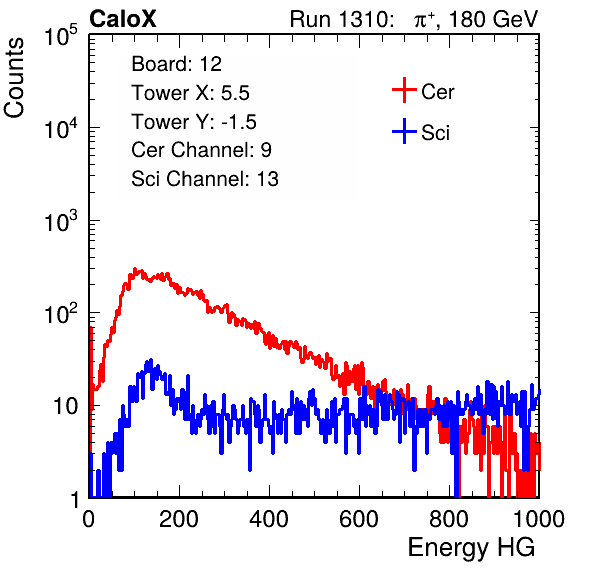 CaloX Run 1310: π⁺, 180 GeV
Counts
10⁵
10⁴
10³
10²
10
1
Board: 12
Tower X: 5.5
Tower Y: -1.5
Cer Channel: 9
Sci Channel: 13
Cer
Sci
0 200 400 600 800 1000
Energy HG